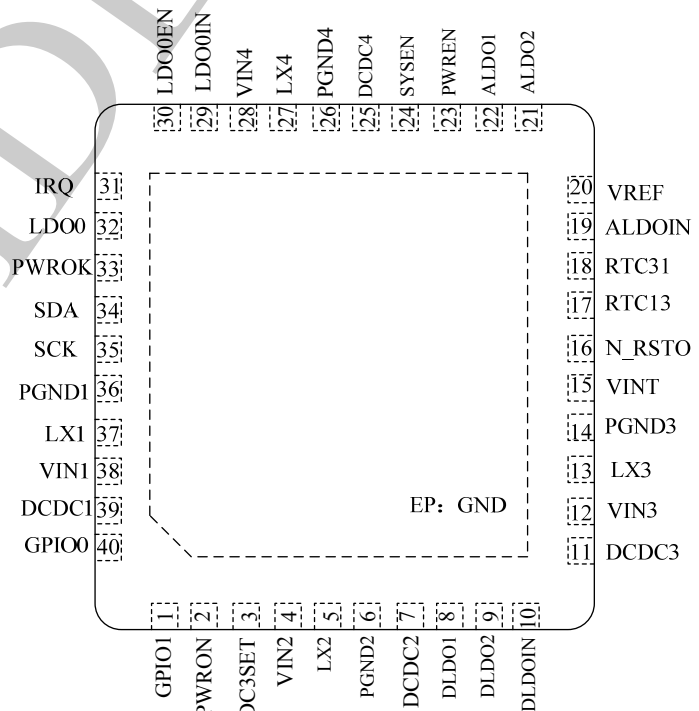 LDO0EN
LDO0IN
VIN4
LX4
PGND4
DCDC4
SYSEN
PWREN
ALDO1
ALDO2
30
29
28
27
26
25
24
23
22
21
IRQ 31
LDO0 32
PWROK 33
SDA 34
SCK 35
PGND1 36
LX1 37
VIN1 38
DCDC1 39
GPIO0 40
20 VREF
19 ALDOIN
18 RTC31
17 RTC13
16 N_RSTO
15 VINT
14 PGND3
13 LX3
12 VIN3
11 DCDC3
EP: GND
1
2
3
4
5
6
7
8
9
10
GPIO1
PWRON
VIN2
LX2
PGND2
DCDC2
DLDO1
DLDO2
DLDOIN